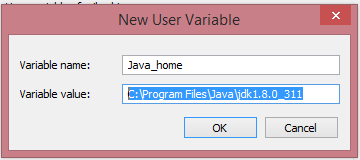 New User Variable
Variable name: Java_home
Variable value: C:\Program Files\Java\jdk1.8.0_311
OK Cancel